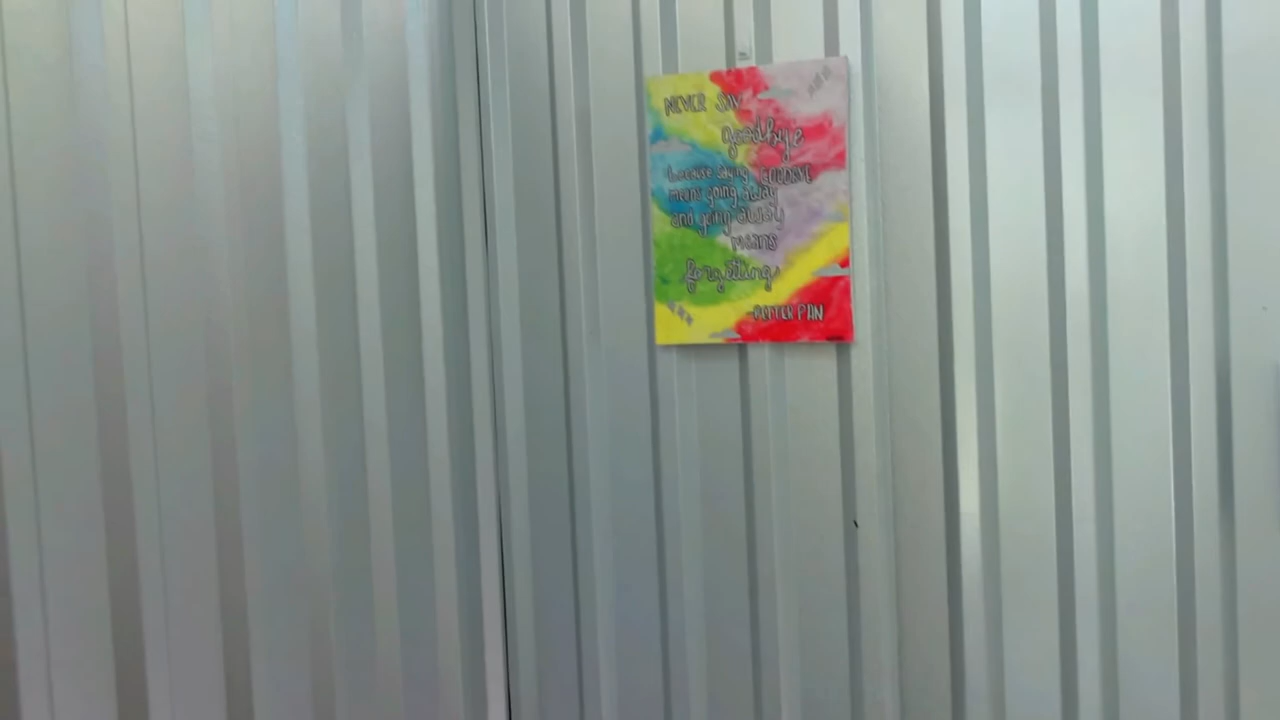 NEVER SAY
goodbye
because saying GOODBYE
means going away
and going away
means
forgetting
-PETER PAN